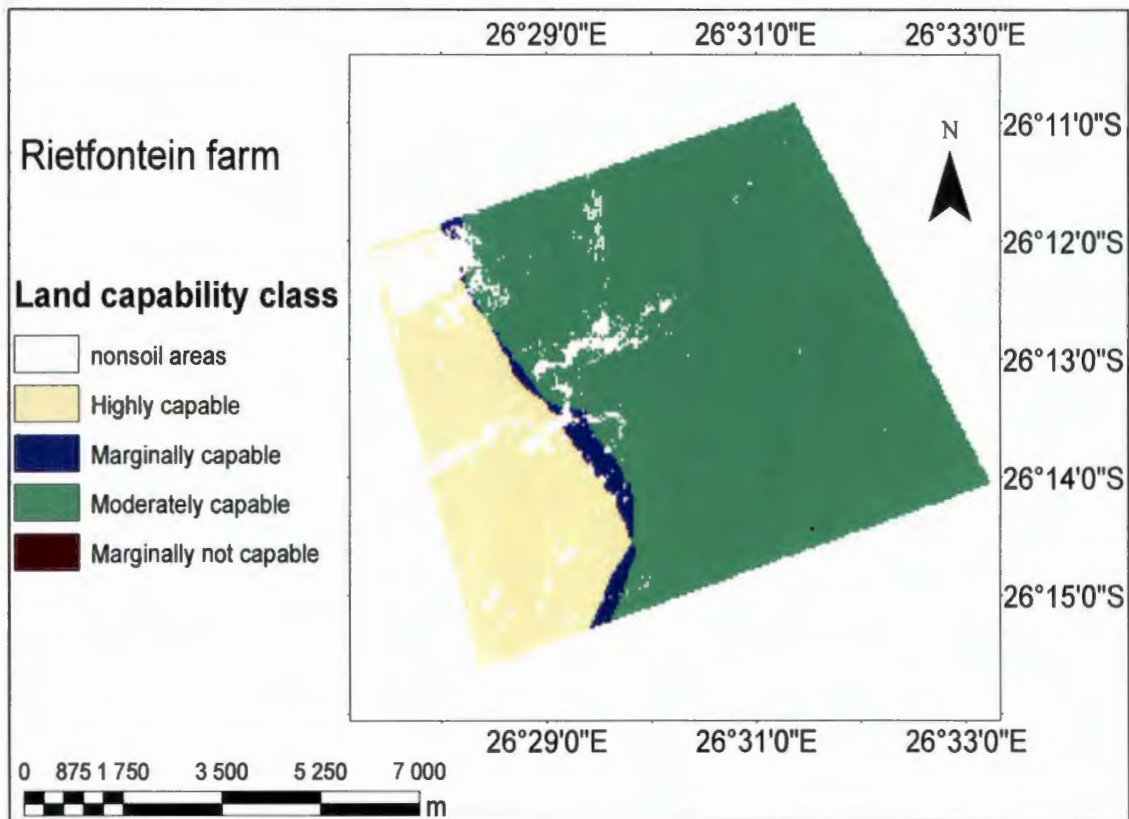 26°29'0"E 26°31'0"E 26°33'0"E
Rietfontein farm
N
26°11'0"S
26°12'0"S
26°13'0"S
26°14'0"S
26°15'0"S
Land capability class
nonsoil areas
Highly capable
Marginally capable
Moderately capable
Marginally not capable
26°29'0"E 26°31'0"E 26°33'0"E
0 875 1 750 3 500 5 250 7 000
m